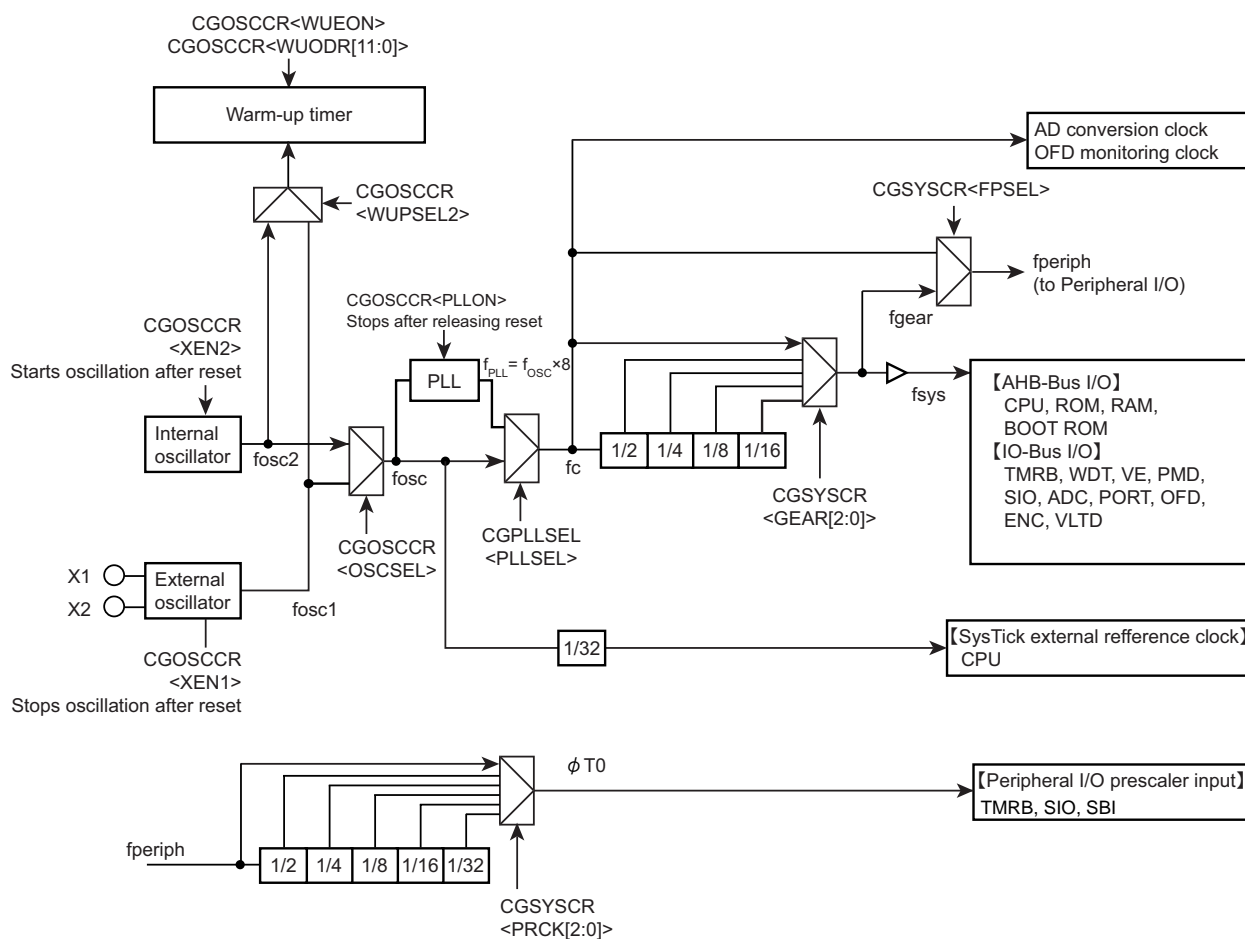 CGOSCCR<WUEON>
CGOSCCR<WUODR[11:0]>
Warm-up timer
CGOSCCR
<WUPSEL2>
AD conversion clock
OFD monitoring clock
CGSYSCR<FPSEL>
fperiph
(to Peripheral I/O)
fgear
CGOSCCR<PLLON>
Stops after releasing reset
PLL
fPLL= fOSC×8
CGOSCCR
<XEN2>
Starts oscillation after reset
Internal
oscillator
fosc2
fosc
fc
1/2 1/4 1/8 1/16
fsys
【AHB-Bus I/O】
CPU, ROM, RAM,
BOOT ROM
【IO-Bus I/O】
TMRB, WDT, VE, PMD,
SIO, ADC, PORT, OFD,
ENC, VLTD
CGSYSCR
<GEAR[2:0]>
CGPLLSEL
<PLLSEL>
CGOSCCR
<OSCSEL>
X1
X2
External
oscillator
fosc1
CGOSCCR
<XEN1>
Stops oscillation after reset
1/32
【SysTick external refference clock】
CPU
fperiph
1/2 1/4 1/8 1/16 1/32
ϕT0
CGSYSCR
<PRCK[2:0]>
【Peripheral I/O prescaler input】
TMRB, SIO, SBI